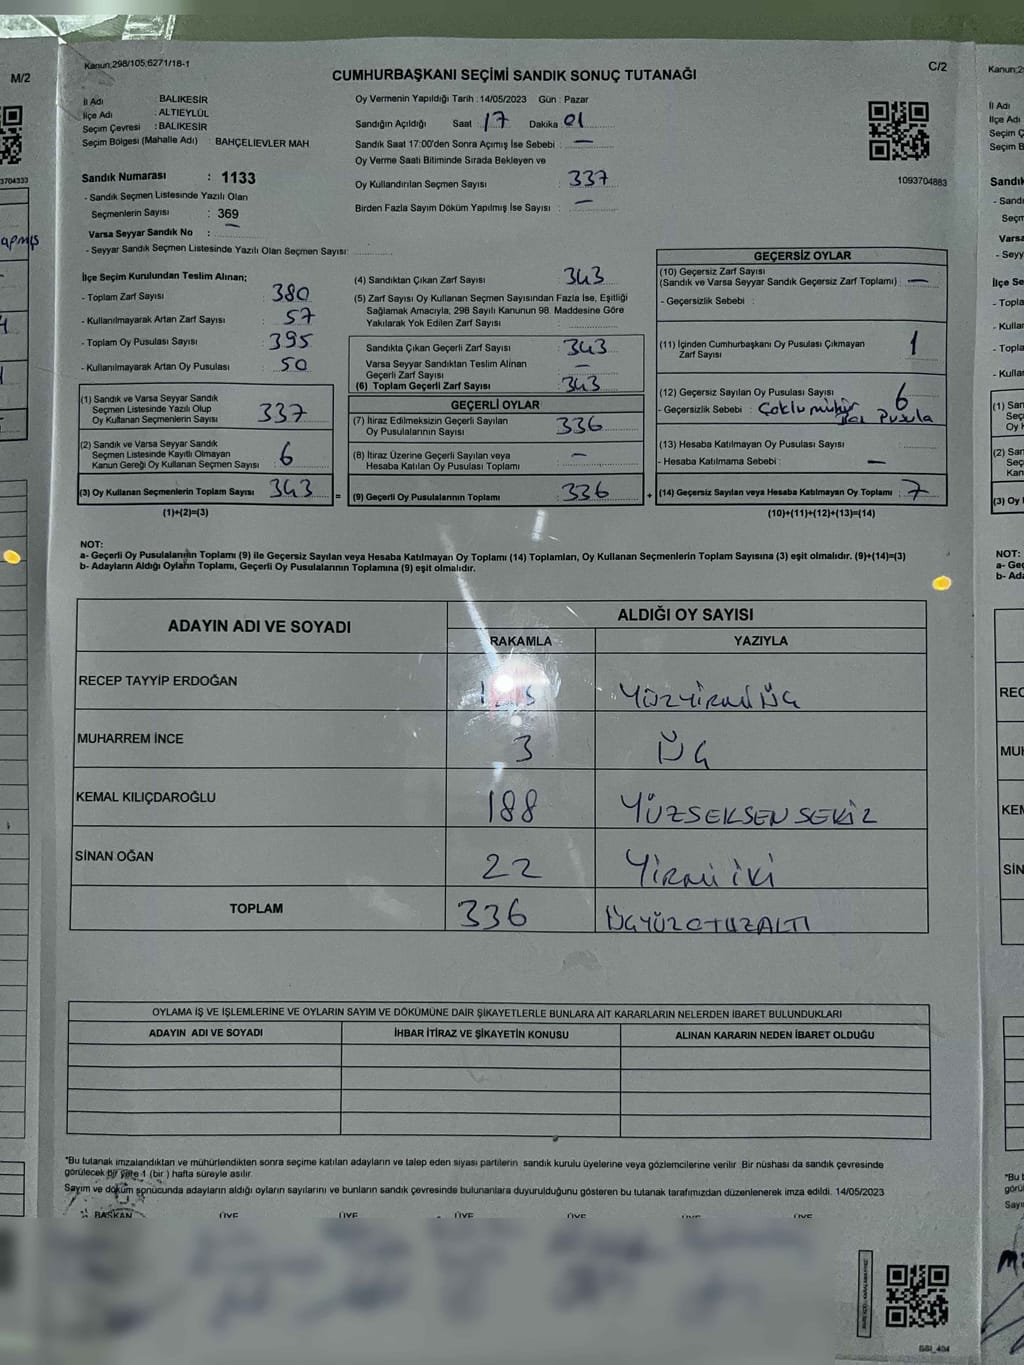 Kanun;298/105;6271/18-1
M/2
CUMHURBAŞKANI SEÇİMİ SANDIK SONUÇ TUTANAĞI
C/2
İl Adı : BALIKESİR
İlçe Adı : ALTIEYLÜL
Seçim Çevresi : BALIKESİR
Seçim Bölgesi (Mahalle Adı) BAHÇELİEVLER MAH
Oy Vermenin Yapıldığı Tarih :14/05/2023 Gün : Pazar
Sandığın Açıldığı Saat 17 Dakika 01
Sandık Saat 17:00'den Sonra Açımış İse Sebebi : —
Oy Verme Saati Bitiminde Sırada Bekleyen ve
Oy Kullandırılan Seçmen Sayısı : 337
Birden Fazla Sayım Döküm Yapılmış İse Sayısı : —
1093704883
Sandık Numarası : 1133
- Sandık Seçmen Listesinde Yazılı Olan
Seçmenlerin Sayısı : 369
Varsa Seyyar Sandık No : —
- Seyyar Sandık Seçmen Listesinde Yazılı Olan Seçmen Sayısı:
İlçe Seçim Kurulundan Teslim Alınan;
- Toplam Zarf Sayısı : 380
- Kullanılmayarak Artan Zarf Sayısı : 57
- Toplam Oy Pusulası Sayısı : 395
- Kullanılmayarak Artan Oy Pusulası : 50
(1) Sandık ve Varsa Seyyar Sandık
Seçmen Listesinde Yazılı Olup
Oy Kullanan Seçmenlerin Sayısı : 337
(2) Sandık ve Varsa Seyyar Sandık
Seçmen Listesinde Kayıtlı Olmayan
Kanun Gereği Oy Kullanan Seçmen Sayısı : 6
(3) Oy Kullanan Seçmenlerin Toplam Sayısı : 343 =
(1)+(2)=(3)
(4) Sandıktan Çıkan Zarf Sayısı : 343
(5) Zarf Sayısı Oy Kullanan Seçmen Sayısından Fazla İse, Eşitliği
Sağlamak Amacıyla, 298 Sayılı Kanunun 98. Maddesine Göre
Yakılarak Yok Edilen Zarf Sayısı :
Sandıkta Çıkan Geçerli Zarf Sayısı : 343
Varsa Seyyar Sandıktan Teslim Alınan : —
Geçerli Zarf Sayısı
(6) Toplam Geçerli Zarf Sayısı : 343
GEÇERLİ OYLAR
(7) İtiraz Edilmeksizin Geçerli Sayılan
Oy Pusulalarının Sayısı : 336
(8) İtiraz Üzerine Geçerli Sayılan veya
Hesaba Katılan Oy Pusulası Toplamı : —
(9) Geçerli Oy Pusulalarının Toplamı : 336 +
GEÇERSİZ OYLAR
(10) Geçersiz Zarf Sayısı
(Sandık ve Varsa Seyyar Sandık Geçersiz Zarf Toplamı) : —
- Geçersizlik Sebebi :
(11) İçinden Cumhurbaşkanı Oy Pusulası Çıkmayan
Zarf Sayısı : 1
(12) Geçersiz Sayılan Oy Pusulası Sayısı : 6
- Geçersizlik Sebebi : Çoklu mühür Pusula
(13) Hesaba Katılmayan Oy Pusulası Sayısı :
- Hesaba Katılmama Sebebi : —
(14) Geçersiz Sayılan veya Hesaba Katılmayan Oy Toplamı : 7
(10)+(11)+(12)+(13)=(14)
NOT:
a- Geçerli Oy Pusulalarının Toplamı (9) ile Geçersiz Sayılan veya Hesaba Katılmayan Oy Toplamı (14) Toplamları, Oy Kullanan Seçmenlerin Toplam Sayısına (3) eşit olmalıdır. (9)+(14)=(3)
b- Adayların Aldığı Oyların Toplamı, Geçerli Oy Pusulalarının Toplamına (9) eşit olmalıdır.
ADAYIN ADI VE SOYADI
ALDIĞI OY SAYISI
RAKAMLA YAZIYLA
RECEP TAYYİP ERDOĞAN YÜZYİRMİ ÜÇ
MUHARREM İNCE 3 ÜÇ
KEMAL KILIÇDAROĞLU 188 YÜZSEKSEN SEKİZ
SİNAN OĞAN 22 YİRMİ İKİ
TOPLAM 336 ÜÇYÜZOTUZALTI
OYLAMA İŞ VE İŞLEMLERİNE VE OYLARIN SAYIM VE DÖKÜMÜNE DAİR ŞİKAYETLERLE BUNLARA AİT KARARLARIN NELERDEN İBARET BULUNDUKLARI
ADAYIN ADI VE SOYADI İHBAR İTİRAZ VE ŞİKAYETİN KONUSU ALINAN KARARIN NEDEN İBARET OLDUĞU
*Bu tutanak imzalandıktan ve mühürlendikten sonra seçime katılan adayların ve talep eden siyası partilerin sandık kurulu üyelerine veya gözlemcilerine verilir. Bir nüshası da sandık çevresinde
görülecek bir yere 1 (bir) hafta süreyle asılır.
Sayım ve döküm sonucunda adayların aldığı oyların sayılarını ve bunların sandık çevresinde bulunanlara duyurulduğunu gösteren bu tutanak tarafımızdan düzenlenerek imza edildi. 14/05/2023
BAŞKAN ÜYE ÜYE ÜYE ÜYE ÜYE ÜYE